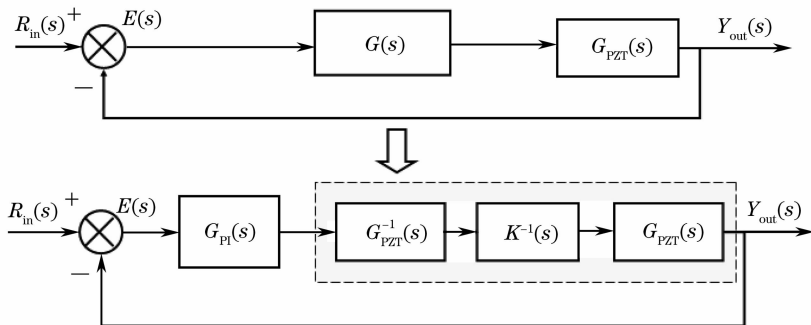 R_in(s) + E(s) G(s) G_PZT(s) Y_out(s)
−
R_in(s) + E(s) G_PI(s) G_PZT^−1(s) K^−1(s) G_PZT(s) Y_out(s)
−